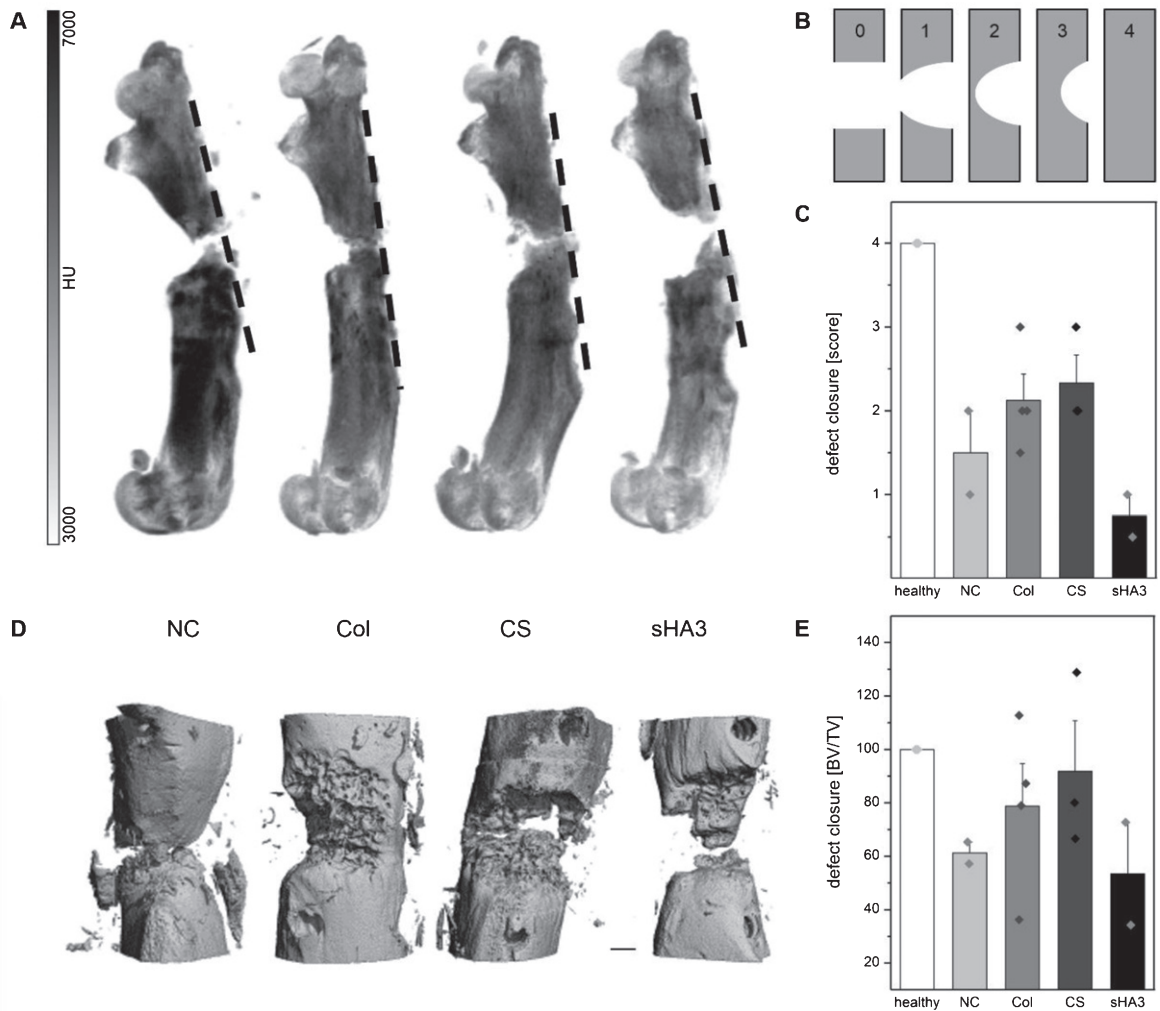 A
7000
HU
3000
B
0 1 2 3 4
C
defect closure [score]
4
3
2
1
healthy NC Col CS sHA3
D
NC Col CS sHA3
E
defect closure [BV/TV]
140
120
100
80
60
40
20
healthy NC Col CS sHA3